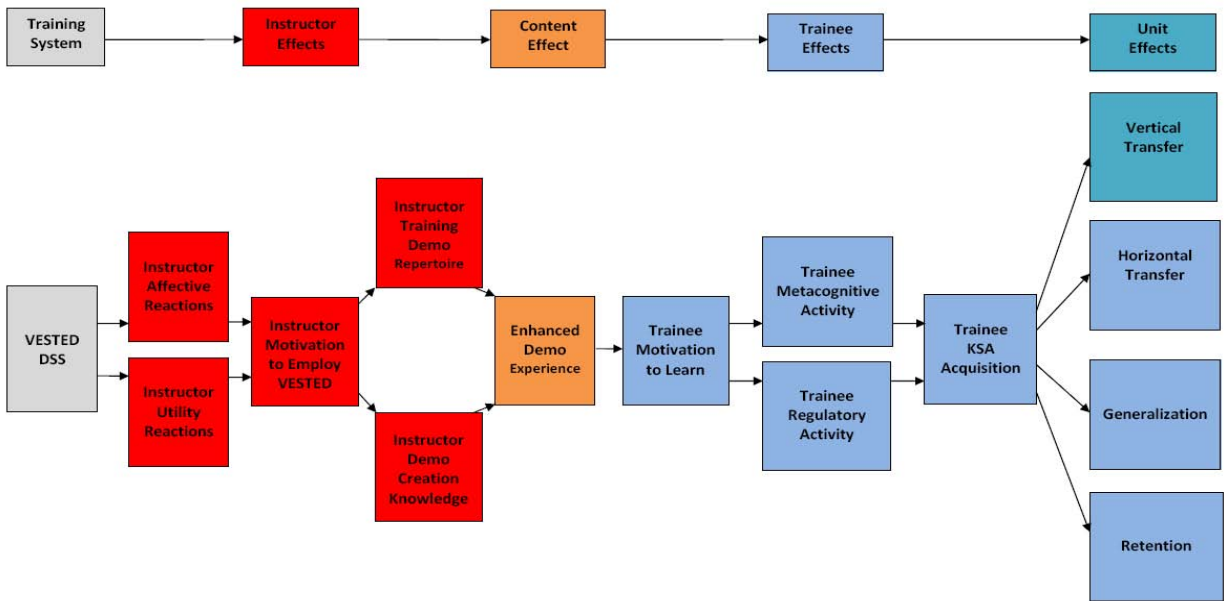 Training
System
Instructor
Effects
Content
Effect
Trainee
Effects
Unit
Effects
Vertical
Transfer
Instructor
Training
Demo
Repertoire
Instructor
Affective
Reactions
Trainee
Metacognitive
Activity
Horizontal
Transfer
VESTED
DSS
Instructor
Motivation
to Employ
VESTED
Enhanced
Demo
Experience
Trainee
Motivation
to Learn
Trainee
KSA
Acquisition
Instructor
Utility
Reactions
Trainee
Regulatory
Activity
Generalization
Instructor
Demo
Creation
Knowledge
Retention